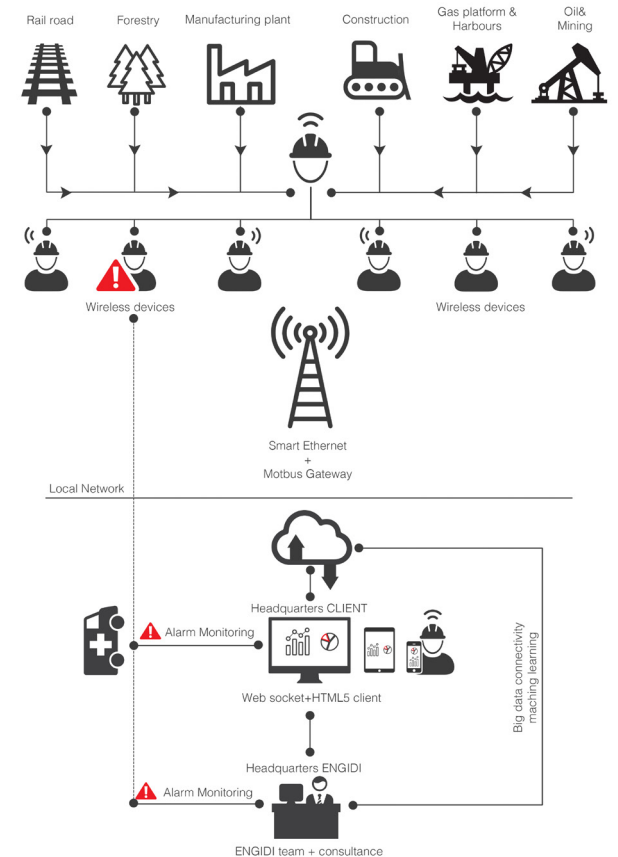 Rail road
Forestry
Manufacturing plant
Construction
Gas platform &
Harbours
Oil&
Mining
Wireless devices
Wireless devices
Smart Ethernet
+
Motbus Gateway
Local Network
Headquarters CLIENT
Alarm Monitoring
Web socket+HTML5 client
Big data connectivity
maching learning
Headquarters ENGIDI
Alarm Monitoring
ENGIDI team + consultance